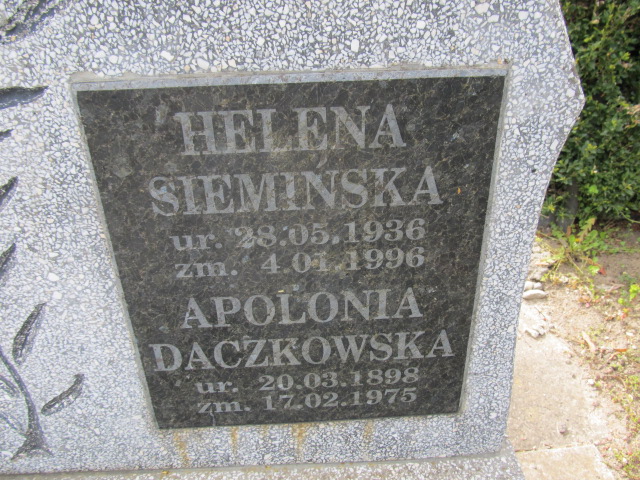 HELENA
SIEMIŃSKA
ur. 28.05.1936
zm. 4.01.1996
APOLONIA
DACZKOWSKA
ur. 20.03.1898
zm. 17.02.1975